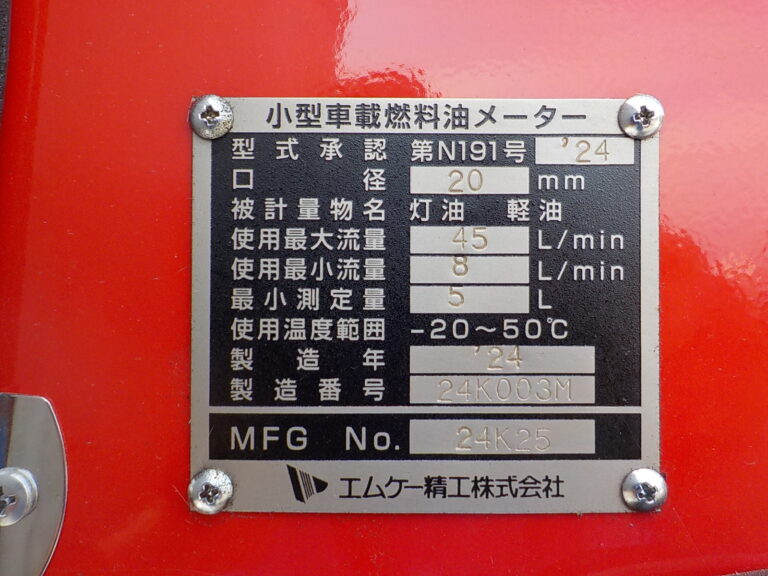 小型車載燃料油メーター
型式承認 第N191号 '24
口径 20 mm
被計量物名 灯油 軽油
使用最大流量 45 L/min
使用最小流量 8 L/min
最小測定量 5 L
使用温度範囲 -20~50℃
製造年 '24
製造番号 24K003M
MFG No. 24K25
エムケー精工株式会社